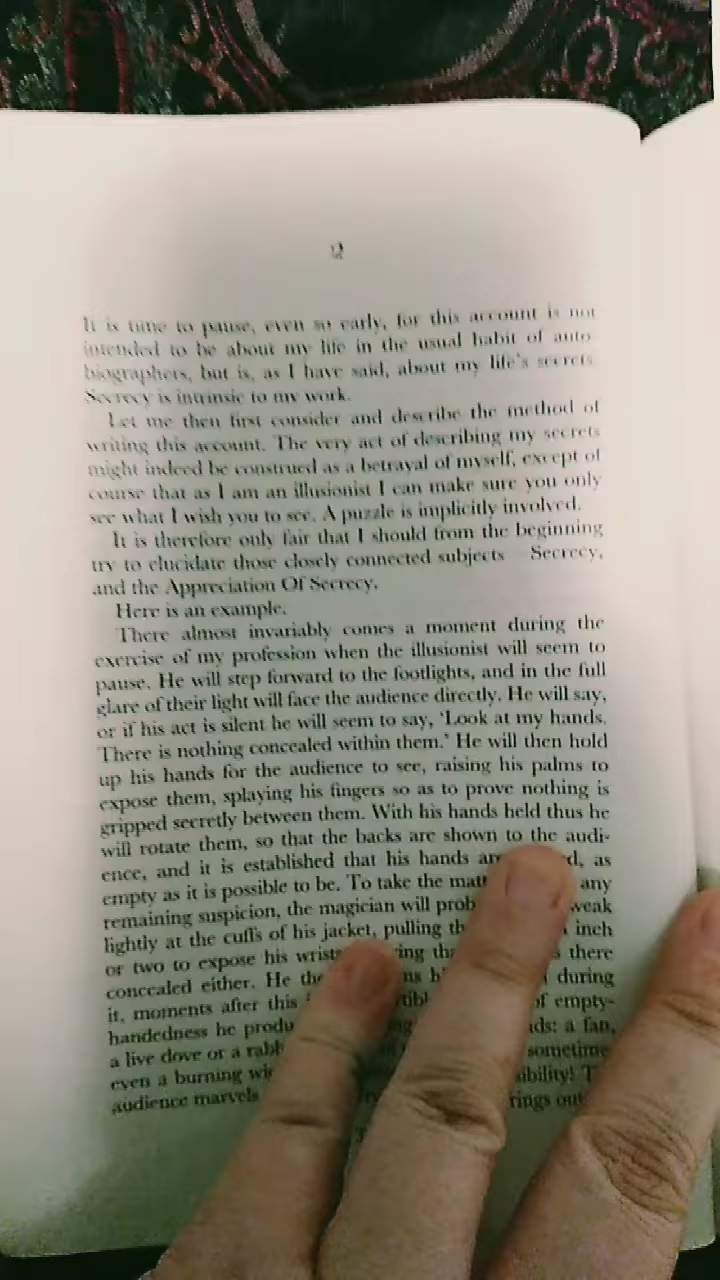 2
It is time to pause, even so early, for this account is not
intended to be about my life in the usual habit of auto
biographers, but is, as I have said, about my life's secrets.
Secrecy is intrinsic to my work.
Let me then first consider and describe the method of
writing this account. The very act of describing my secrets
might indeed be construed as a betrayal of myself, except of
course that as I am an illusionist I can make sure you only
see what I wish you to see. A puzzle is implicitly involved.
It is therefore only fair that I should from the beginning
try to elucidate those closely connected subjects Secrecy,
and the Appreciation Of Secrecy.
Here is an example.
There almost invariably comes a moment during the
exercise of my profession when the illusionist will seem to
pause. He will step forward to the footlights, and in the full
glare of their light will face the audience directly. He will say,
or if his act is silent he will seem to say, 'Look at my hands.
There is nothing concealed within them.' He will then hold
up his hands for the audience to see, raising his palms to
expose them, splaying his fingers so as to prove nothing is
gripped secretly between them. With his hands held thus he
will rotate them, so that the backs are shown to the audi-
ence, and it is established that his hands as
empty as it is possible to be. To take the any
remaining suspicion, the magician will
lightly at the cuffs of his jacket, pulling inch
or two to expose his there
concealed either. He during
it, moments after this of empty-
handedness he a fan,
a live dove or a sometime
even a burning
audience marvels